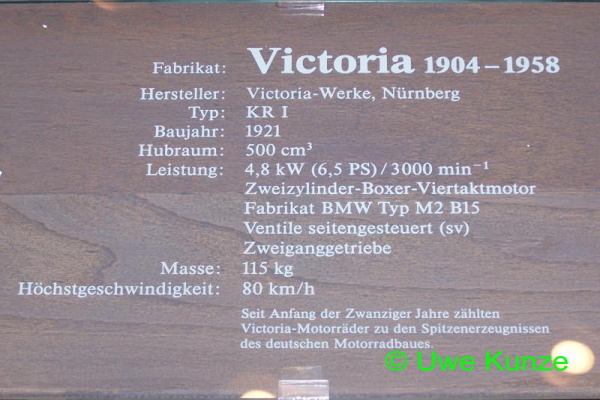 Fabrikat: Victoria 1904 – 1958
Hersteller: Victoria-Werke, Nürnberg
Typ: KR I
Baujahr: 1921
Hubraum: 500 cm³
Leistung: 4,8 kW (6,5 PS) / 3000 min⁻¹
Zweizylinder-Boxer-Viertaktmotor
Fabrikat BMW Typ M2 B15
Ventile seitengesteuert (sv)
Zweiganggetriebe
Masse: 115 kg
Höchstgeschwindigkeit: 80 km/h
Seit Anfang der Zwanziger Jahre zählten
Victoria-Motorräder zu den Spitzenerzeugnissen
des deutschen Motorradbaues.
© Uwe Kunze